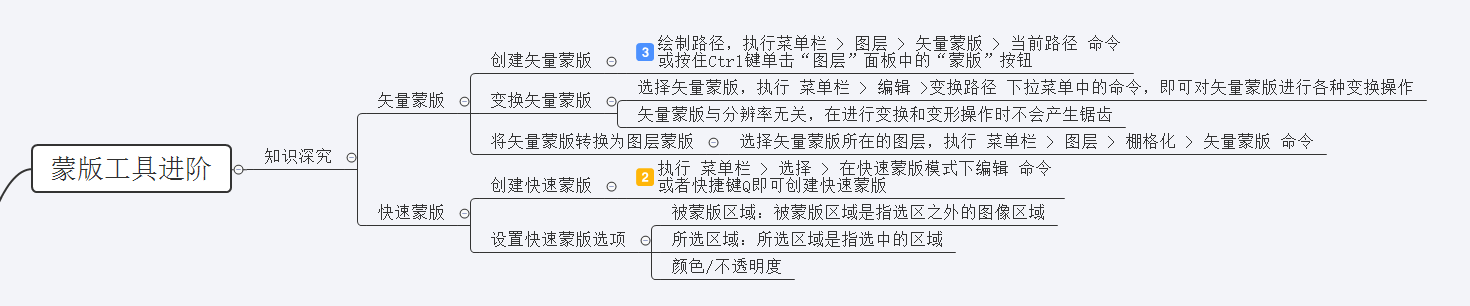 蒙版工具进阶
知识探究
矢量蒙版
创建矢量蒙版
3
绘制路径，执行菜单栏 > 图层 > 矢量蒙版 > 当前路径 命令
或按住Ctrl键单击“图层”面板中的“蒙版”按钮
变换矢量蒙版
选择矢量蒙版，执行 菜单栏 > 编辑 >变换路径 下拉菜单中的命令，即可对矢量蒙版进行各种变换操作
矢量蒙版与分辨率无关，在进行变换和变形操作时不会产生锯齿
将矢量蒙版转换为图层蒙版
选择矢量蒙版所在的图层，执行 菜单栏 > 图层 > 栅格化 > 矢量蒙版 命令
快速蒙版
创建快速蒙版
2
执行 菜单栏 > 选择 > 在快速蒙版模式下编辑 命令
或者快捷键Q即可创建快速蒙版
设置快速蒙版选项
被蒙版区域：被蒙版区域是指选区之外的图像区域
所选区域：所选区域是指选中的区域
颜色/不透明度